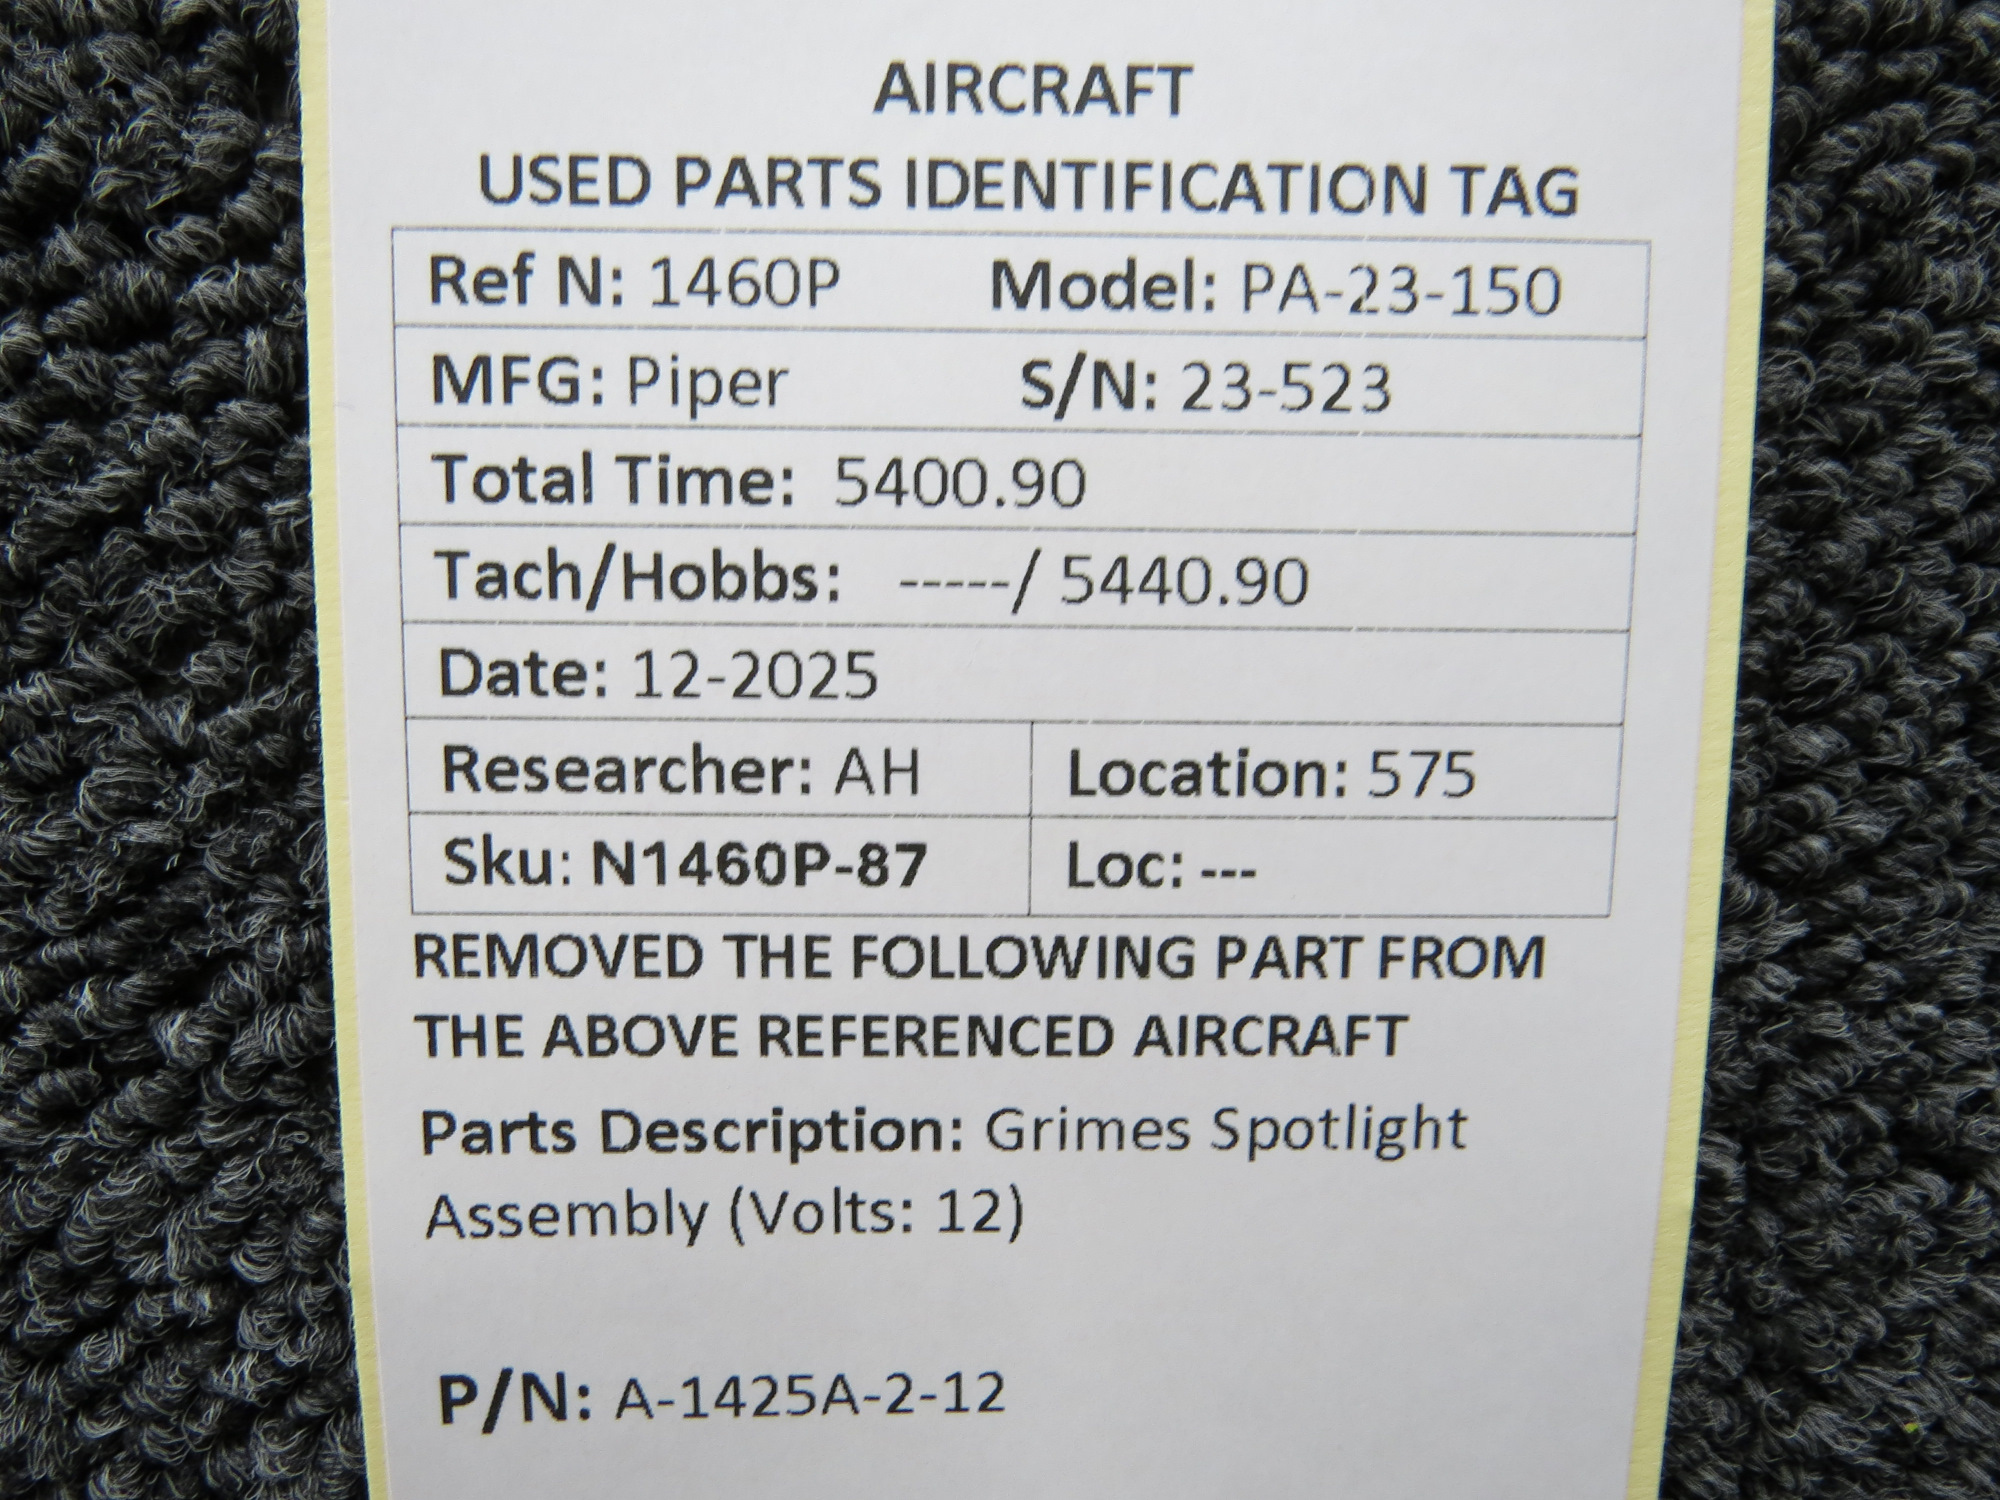 AIRCRAFT
USED PARTS IDENTIFICATION TAG
Ref N: 1460P Model: PA-23-150
MFG: Piper S/N: 23-523
Total Time: 5400.90
Tach/Hobbs: -----/ 5440.90
Date: 12-2025
Researcher: AH Location: 575
Sku: N1460P-87 Loc: ---
REMOVED THE FOLLOWING PART FROM
THE ABOVE REFERENCED AIRCRAFT
Parts Description: Grimes Spotlight
Assembly (Volts: 12)
P/N: A-1425A-2-12